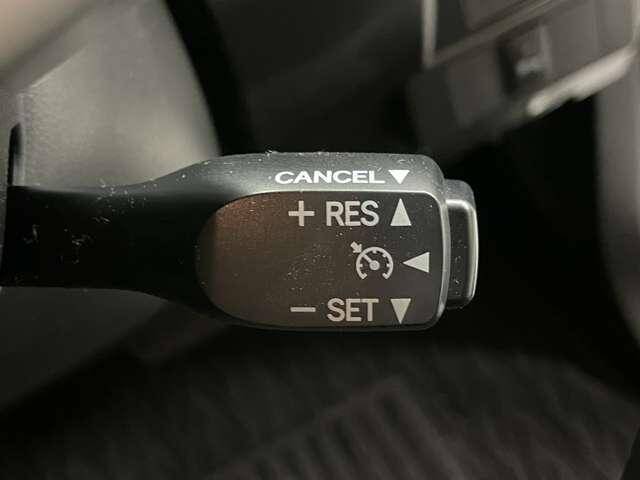 CANCEL ▼
+ RES ▲
◀
− SET ▼